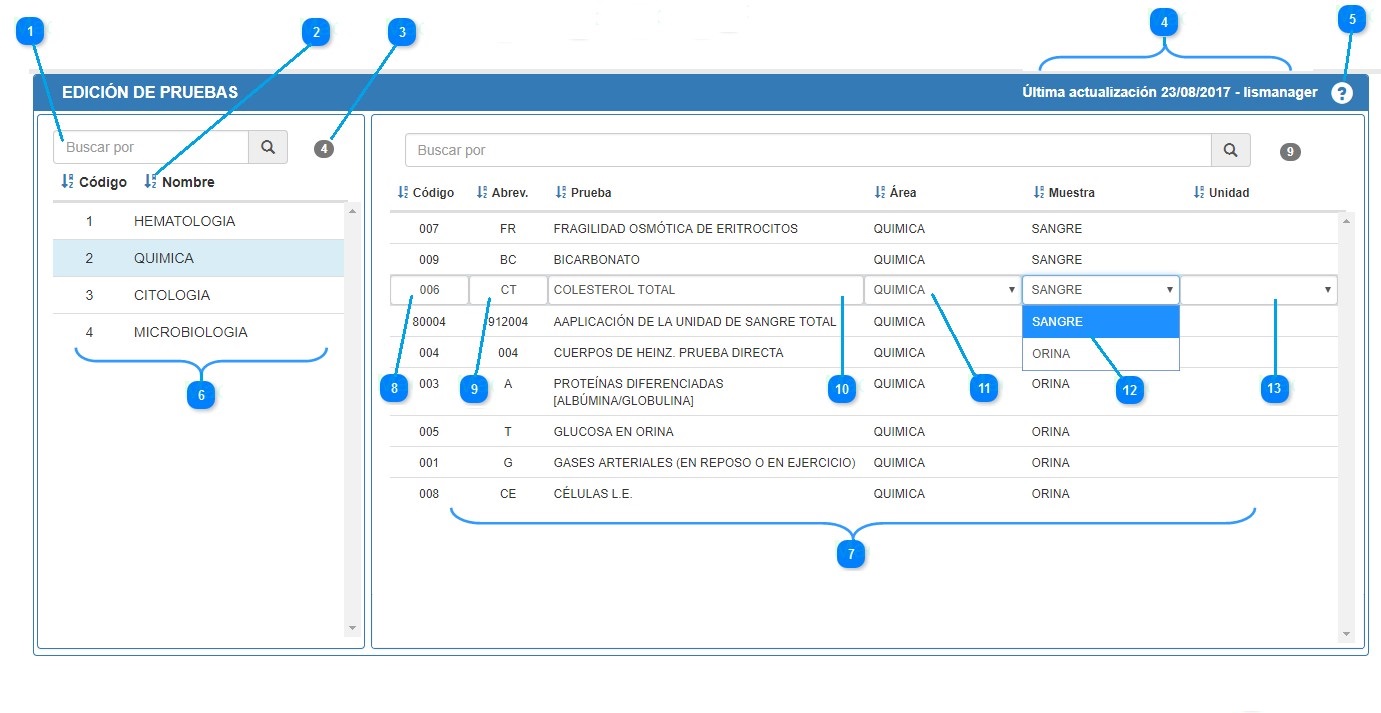 1
2
3
4
5
EDICIÓN DE PRUEBAS
Última actualización 23/08/2017 - lismanager ?
Buscar por
4
Código Nombre
1 HEMATOLOGIA
2 QUIMICA
3 CITOLOGIA
4 MICROBIOLOGIA
6
Buscar por
9
Código Abrev. Prueba Área Muestra Unidad
007 FR FRAGILIDAD OSMÓTICA DE ERITROCITOS QUIMICA SANGRE
009 BC BICARBONATO QUIMICA SANGRE
006 CT COLESTEROL TOTAL QUIMICA SANGRE
SANGRE
ORINA
80004 912004 AAPLICACIÓN DE LA UNIDAD DE SANGRE TOTAL QUIMICA
004 004 CUERPOS DE HEINZ. PRUEBA DIRECTA QUIMICA
003 A PROTEÍNAS DIFERENCIADAS QUIMICA ORINA
[ALBÚMINA/GLOBULINA]
8
9
10
11
12
13
005 T GLUCOSA EN ORINA QUIMICA ORINA
001 G GASES ARTERIALES (EN REPOSO O EN EJERCICIO) QUIMICA ORINA
008 CE CÉLULAS L.E. QUIMICA ORINA
7